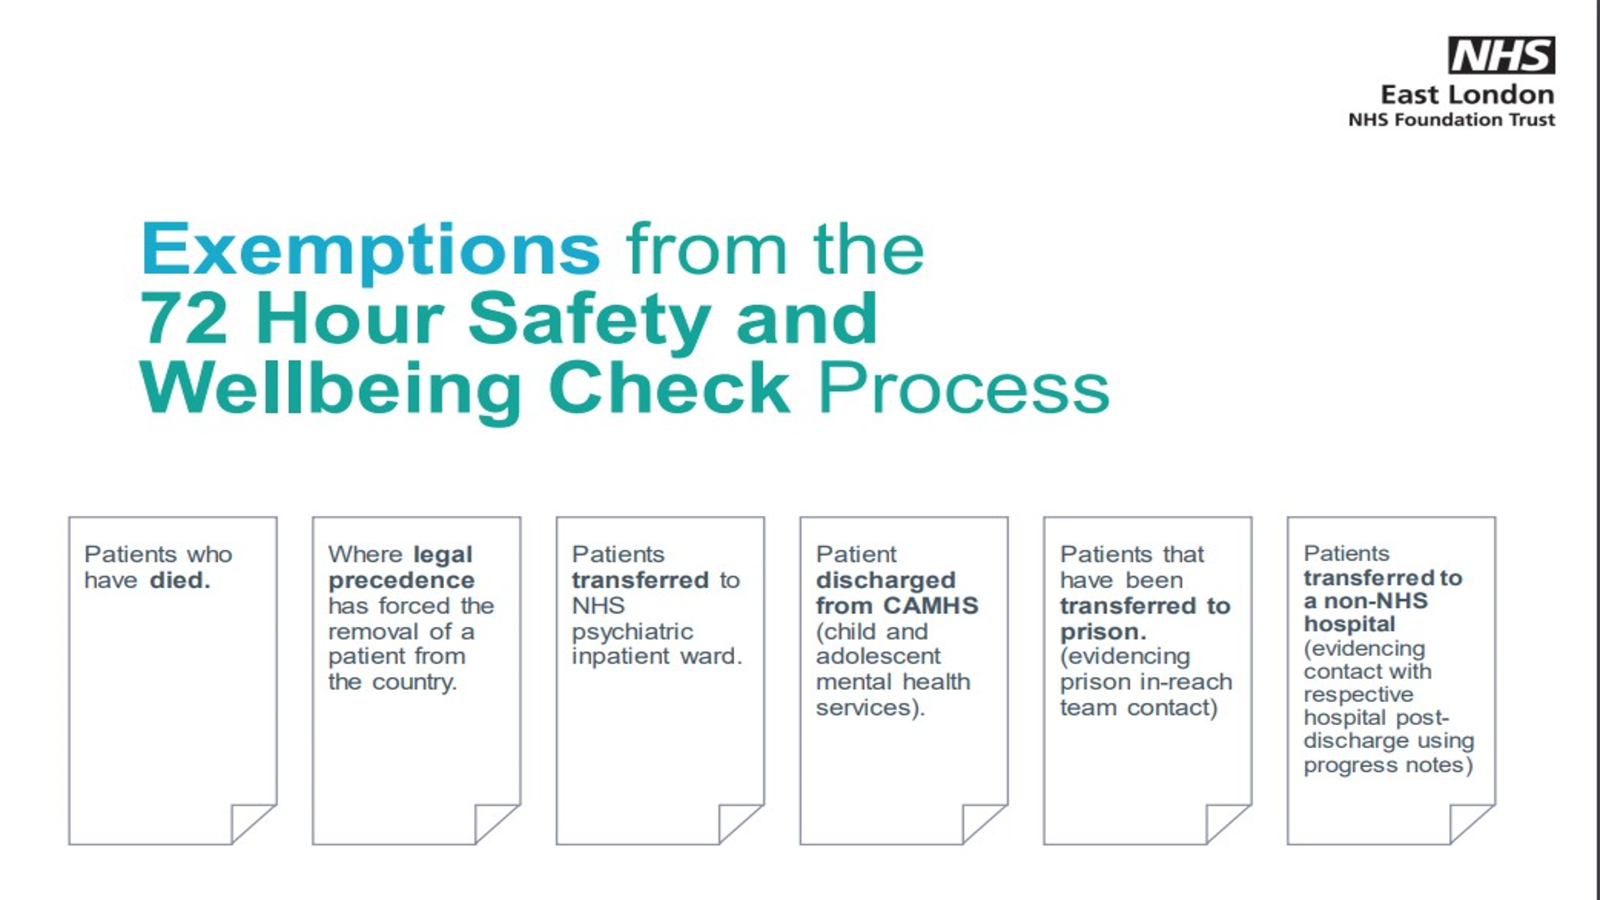 NHS
East London
NHS Foundation Trust
Exemptions from the
72 Hour Safety and
Wellbeing Check Process
Patients who
have died.
Where legal
precedence
has forced the
removal of a
patient from
the country.
Patients
transferred to
NHS
psychiatric
inpatient ward.
Patient
discharged
from CAMHS
(child and
adolescent
mental health
services).
Patients that
have been
transferred to
prison.
(evidencing
prison in-reach
team contact)
Patients
transferred to
a non-NHS
hospital
(evidencing
contact with
respective
hospital post-
discharge using
progress notes)